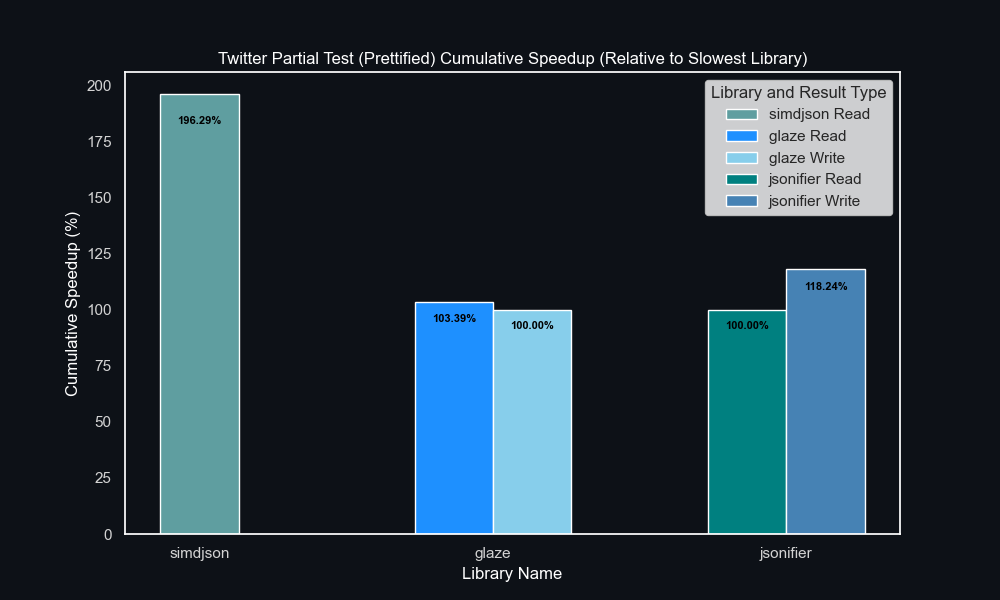 Twitter Partial Test (Prettified) Cumulative Speedup (Relative to Slowest Library)
Library and Result Type
simdjson Read
glaze Read
glaze Write
jsonifier Read
jsonifier Write
Cumulative Speedup (%)
200
175
150
125
100
75
50
25
0
196.29%
103.39%
100.00%
100.00%
118.24%
simdjson
glaze
jsonifier
Library Name